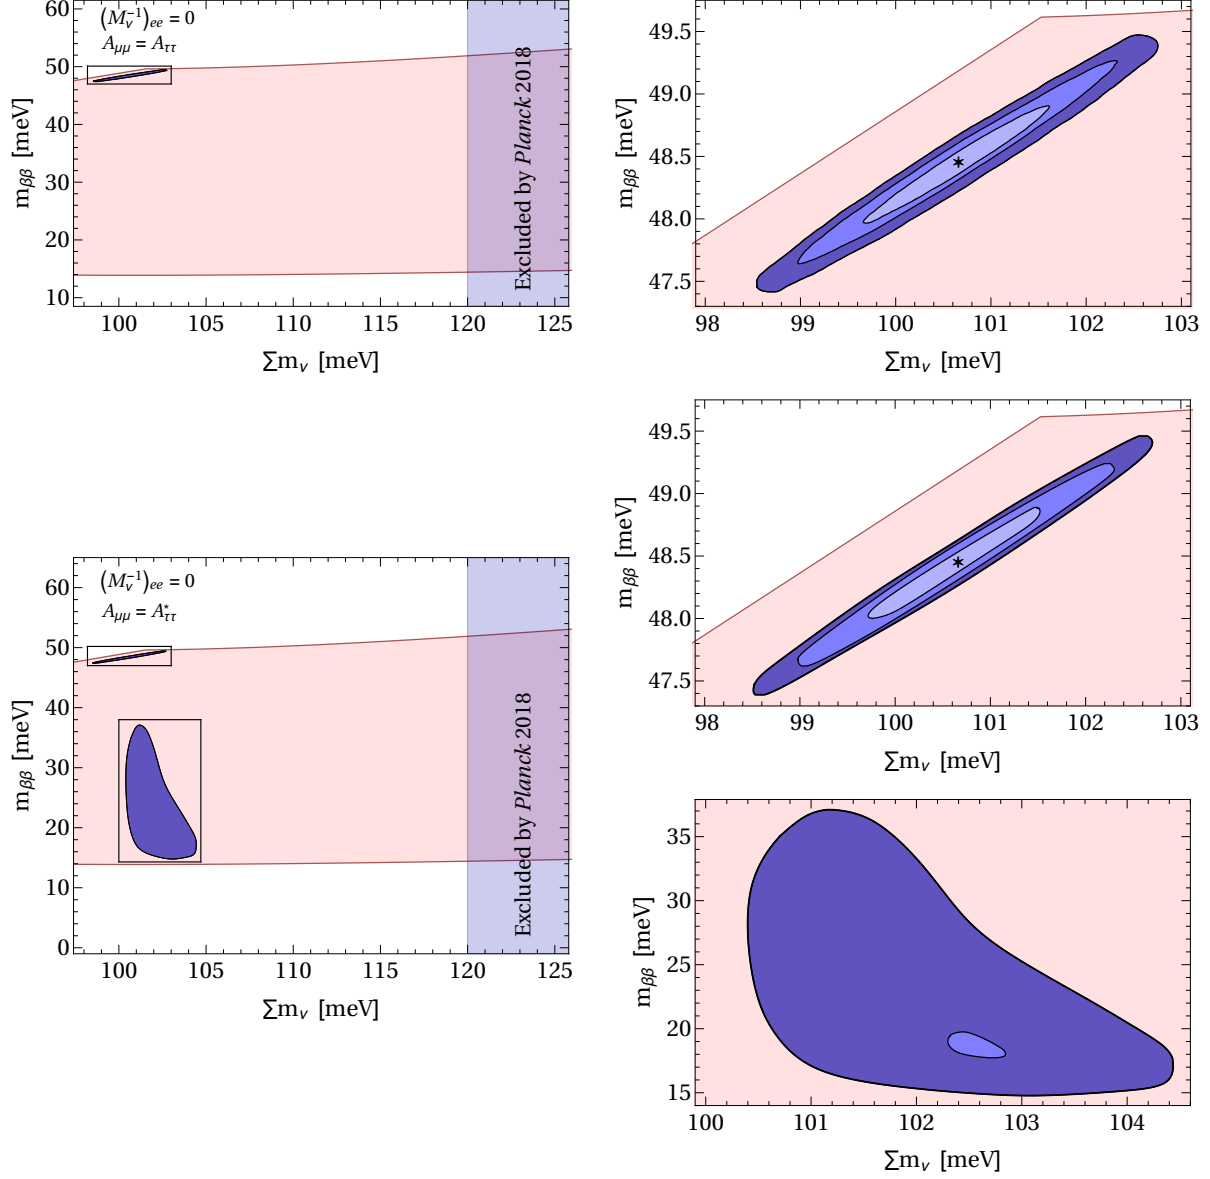 (M_ν^{-1})_{ee} = 0
A_{μμ} = A_{ττ}
60
50
40
30
20
10
m_{ββ} [meV]
Excluded by Planck 2018
100 105 110 115 120 125
∑m_ν [meV]
49.5
49.0
48.5
48.0
47.5
m_{ββ} [meV]
98 99 100 101 102 103
∑m_ν [meV]
49.5
49.0
48.5
48.0
47.5
m_{ββ} [meV]
98 99 100 101 102 103
∑m_ν [meV]
(M_ν^{-1})_{ee} = 0
A_{μμ} = A^*_{ττ}
60
50
40
30
20
10
0
m_{ββ} [meV]
Excluded by Planck 2018
100 105 110 115 120 125
∑m_ν [meV]
35
30
25
20
15
m_{ββ} [meV]
100 101 102 103 104
∑m_ν [meV]